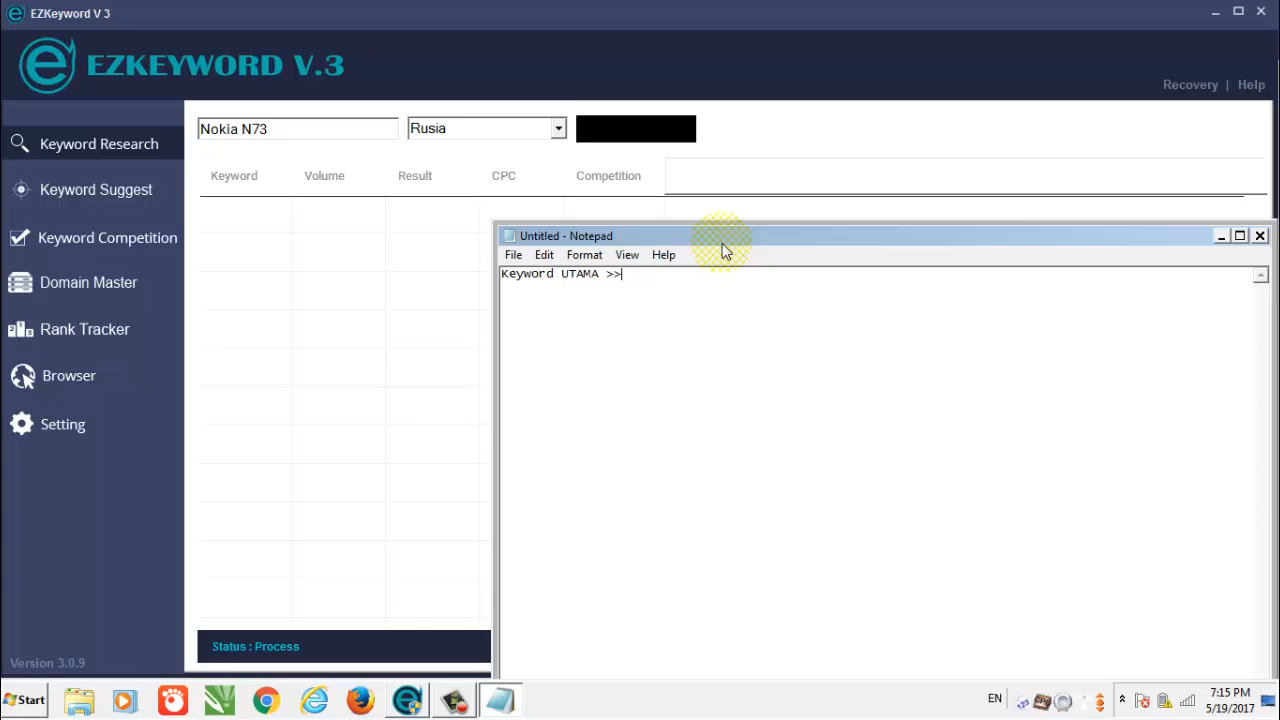 EZKeyword V 3
EZKEYWORD V.3
Recovery | Help
Keyword Research
Keyword Suggest
Keyword Competition
Domain Master
Rank Tracker
Browser
Setting
Version 3.0.9
Nokia N73
Rusia
Keyword Volume Result CPC Competition
Untitled - Notepad
File Edit Format View Help
Keyword UTAMA >>
Status : Process
Start
EN
7:15 PM
5/19/2017